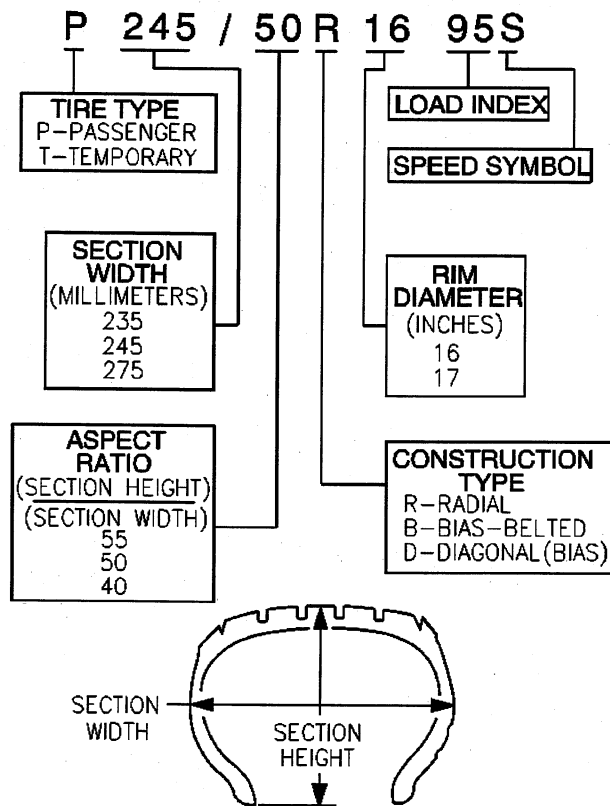 P 245 / 50 R 16 95 S
TIRE TYPE
P-PASSENGER
T-TEMPORARY
LOAD INDEX
SPEED SYMBOL
SECTION
WIDTH
(MILLIMETERS)
235
245
275
RIM
DIAMETER
(INCHES)
16
17
ASPECT
RATIO
(SECTION HEIGHT)
(SECTION WIDTH)
55
50
40
CONSTRUCTION
TYPE
R-RADIAL
B-BIAS-BELTED
D-DIAGONAL(BIAS)
SECTION
WIDTH
SECTION
HEIGHT